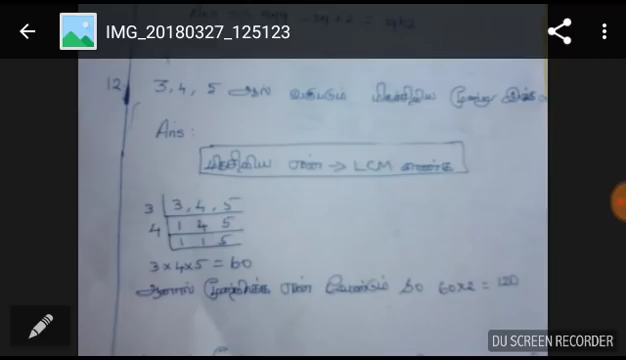 IMG_20180327_125123
12 3, 4, 5 ஆல் வகுபடும் மிகச்சிறிய மூன்று இலக்க
Ans:
மிகச்சிறிய எண் → LCM காண்க
3 | 3, 4, 5
4 | 1 4 5
1 1 5
3×4×5 = 60
ஆனால் மூன்றிலக்க எண் வேண்டும் so 60×2 = 120
DU SCREEN RECORDER